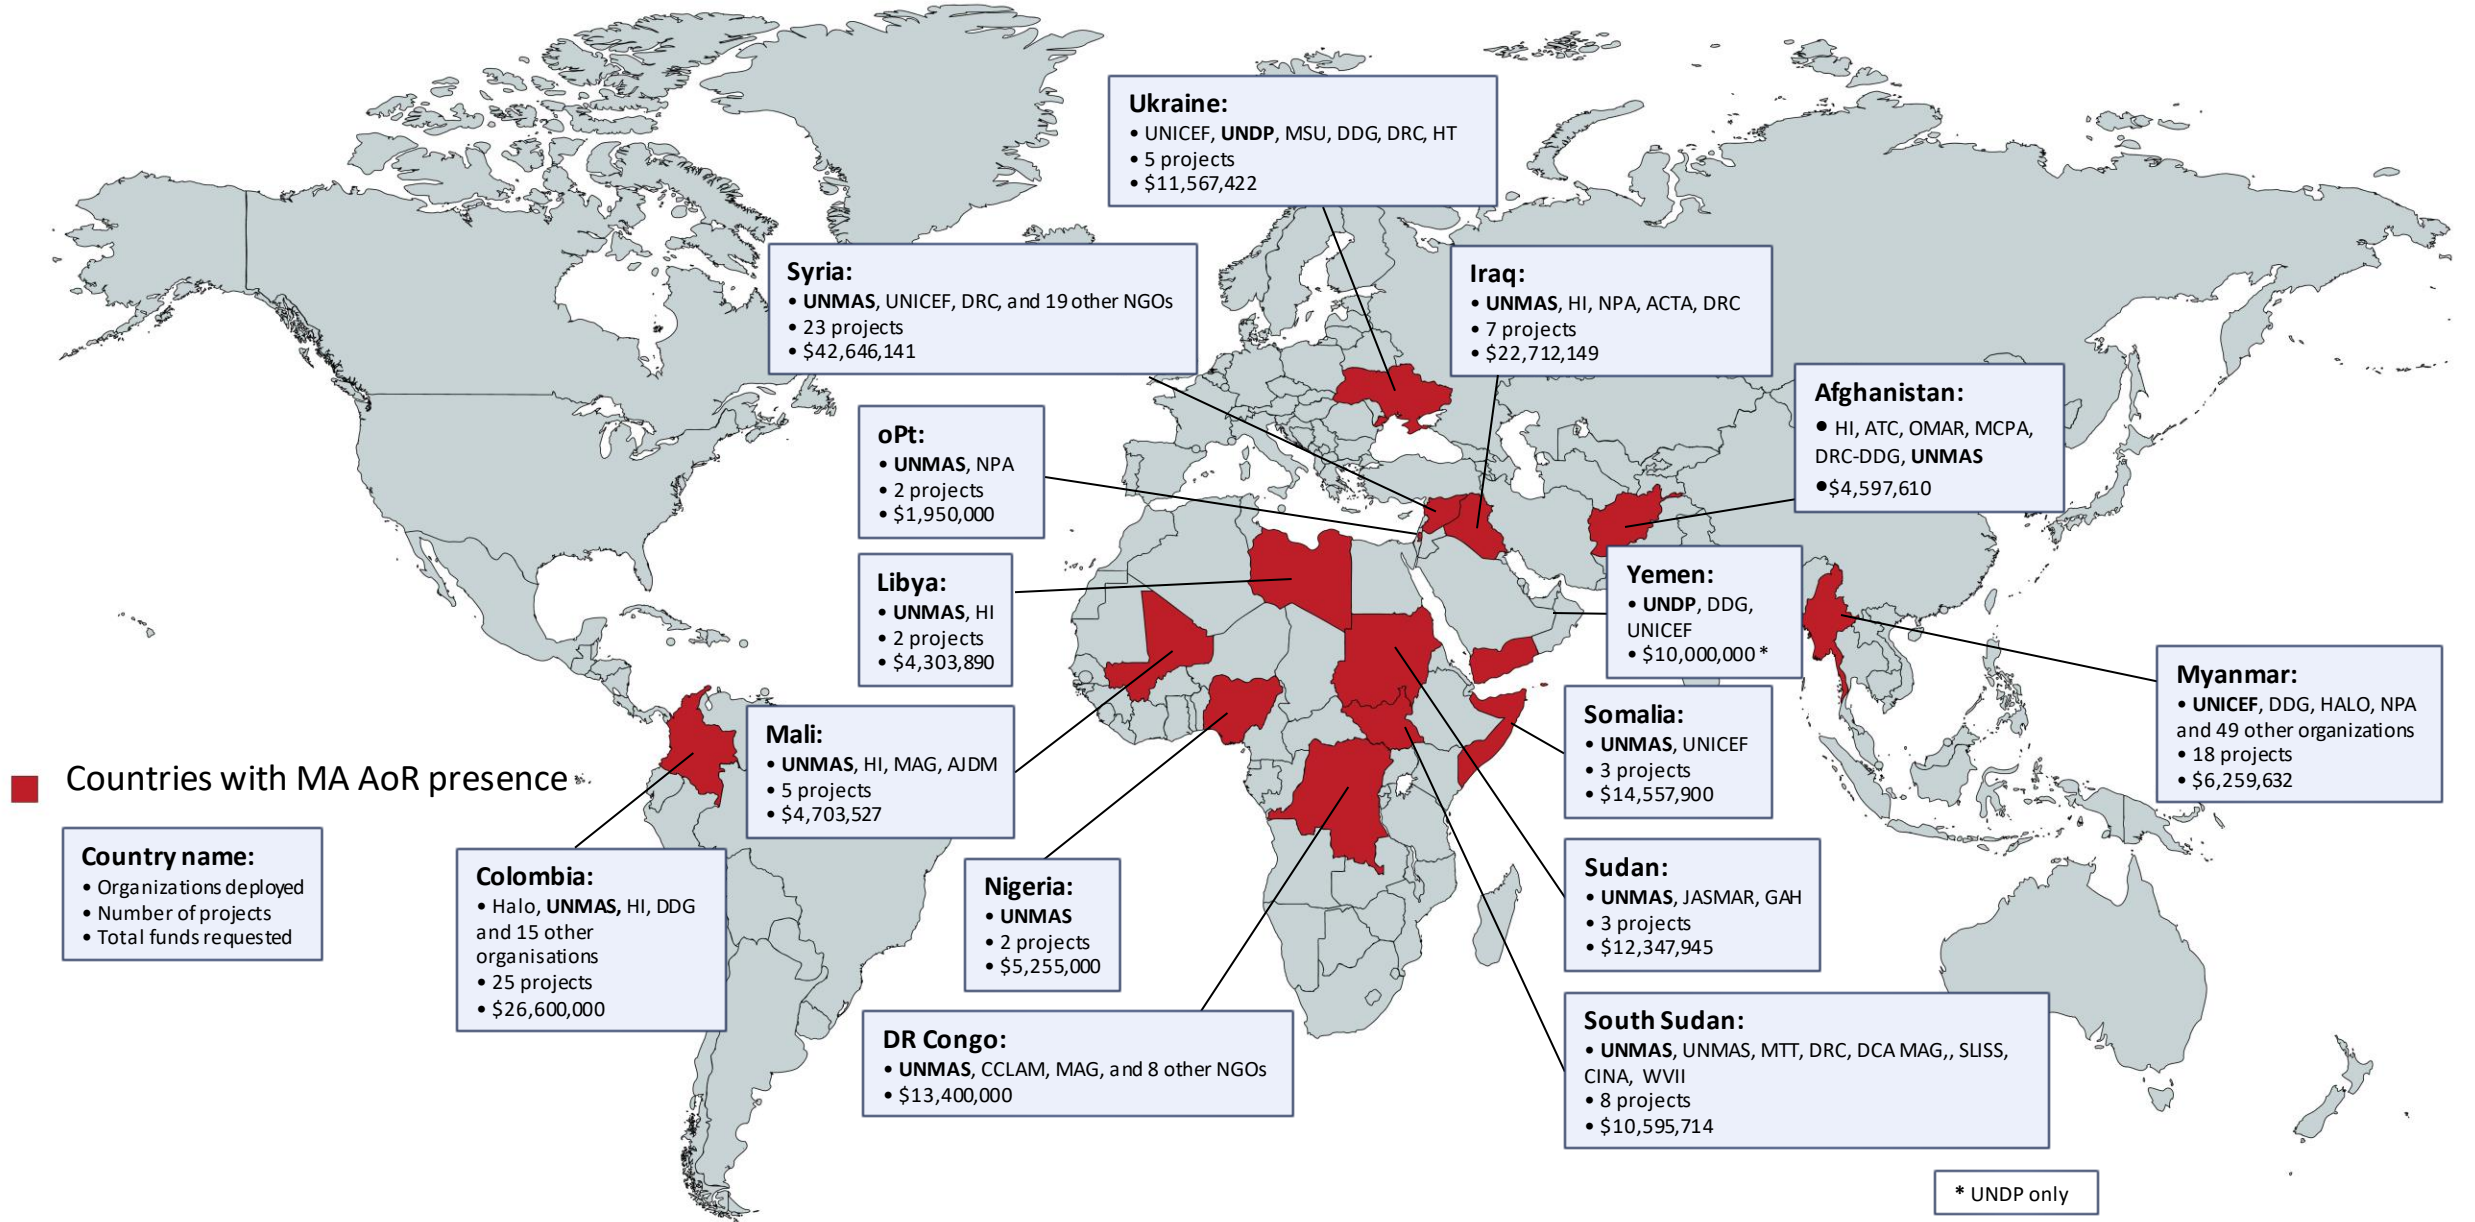 Ukraine:
• UNICEF, UNDP, MSU, DDG, DRC, HT
• 5 projects
• $11,567,422
Syria:
• UNMAS, UNICEF, DRC, and 19 other NGOs
• 23 projects
• $42,646,141
Iraq:
• UNMAS, HI, NPA, ACTA, DRC
• 7 projects
• $22,712,149
Afghanistan:
• HI, ATC, OMAR, MCPA,
DRC-DDG, UNMAS
•$4,597,610
oPt:
• UNMAS, NPA
• 2 projects
• $1,950,000
Libya:
• UNMAS, HI
• 2 projects
• $4,303,890
Yemen:
• UNDP, DDG,
UNICEF
• $10,000,000 *
Myanmar:
• UNICEF, DDG, HALO, NPA
and 49 other organizations
• 18 projects
• $6,259,632
Mali:
• UNMAS, HI, MAG, AJDM
• 5 projects
• $4,703,527
Somalia:
• UNMAS, UNICEF
• 3 projects
• $14,557,900
Countries with MA AoR presence
Country name:
• Organizations deployed
• Number of projects
• Total funds requested
Colombia:
• Halo, UNMAS, HI, DDG
and 15 other
organisations
• 25 projects
• $26,600,000
Nigeria:
• UNMAS
• 2 projects
• $5,255,000
Sudan:
• UNMAS, JASMAR, GAH
• 3 projects
• $12,347,945
DR Congo:
• UNMAS, CCLAM, MAG, and 8 other NGOs
• $13,400,000
South Sudan:
• UNMAS, UNMAS, MTT, DRC, DCA MAG,, SLISS,
CINA, WVII
• 8 projects
• $10,595,714
* UNDP only